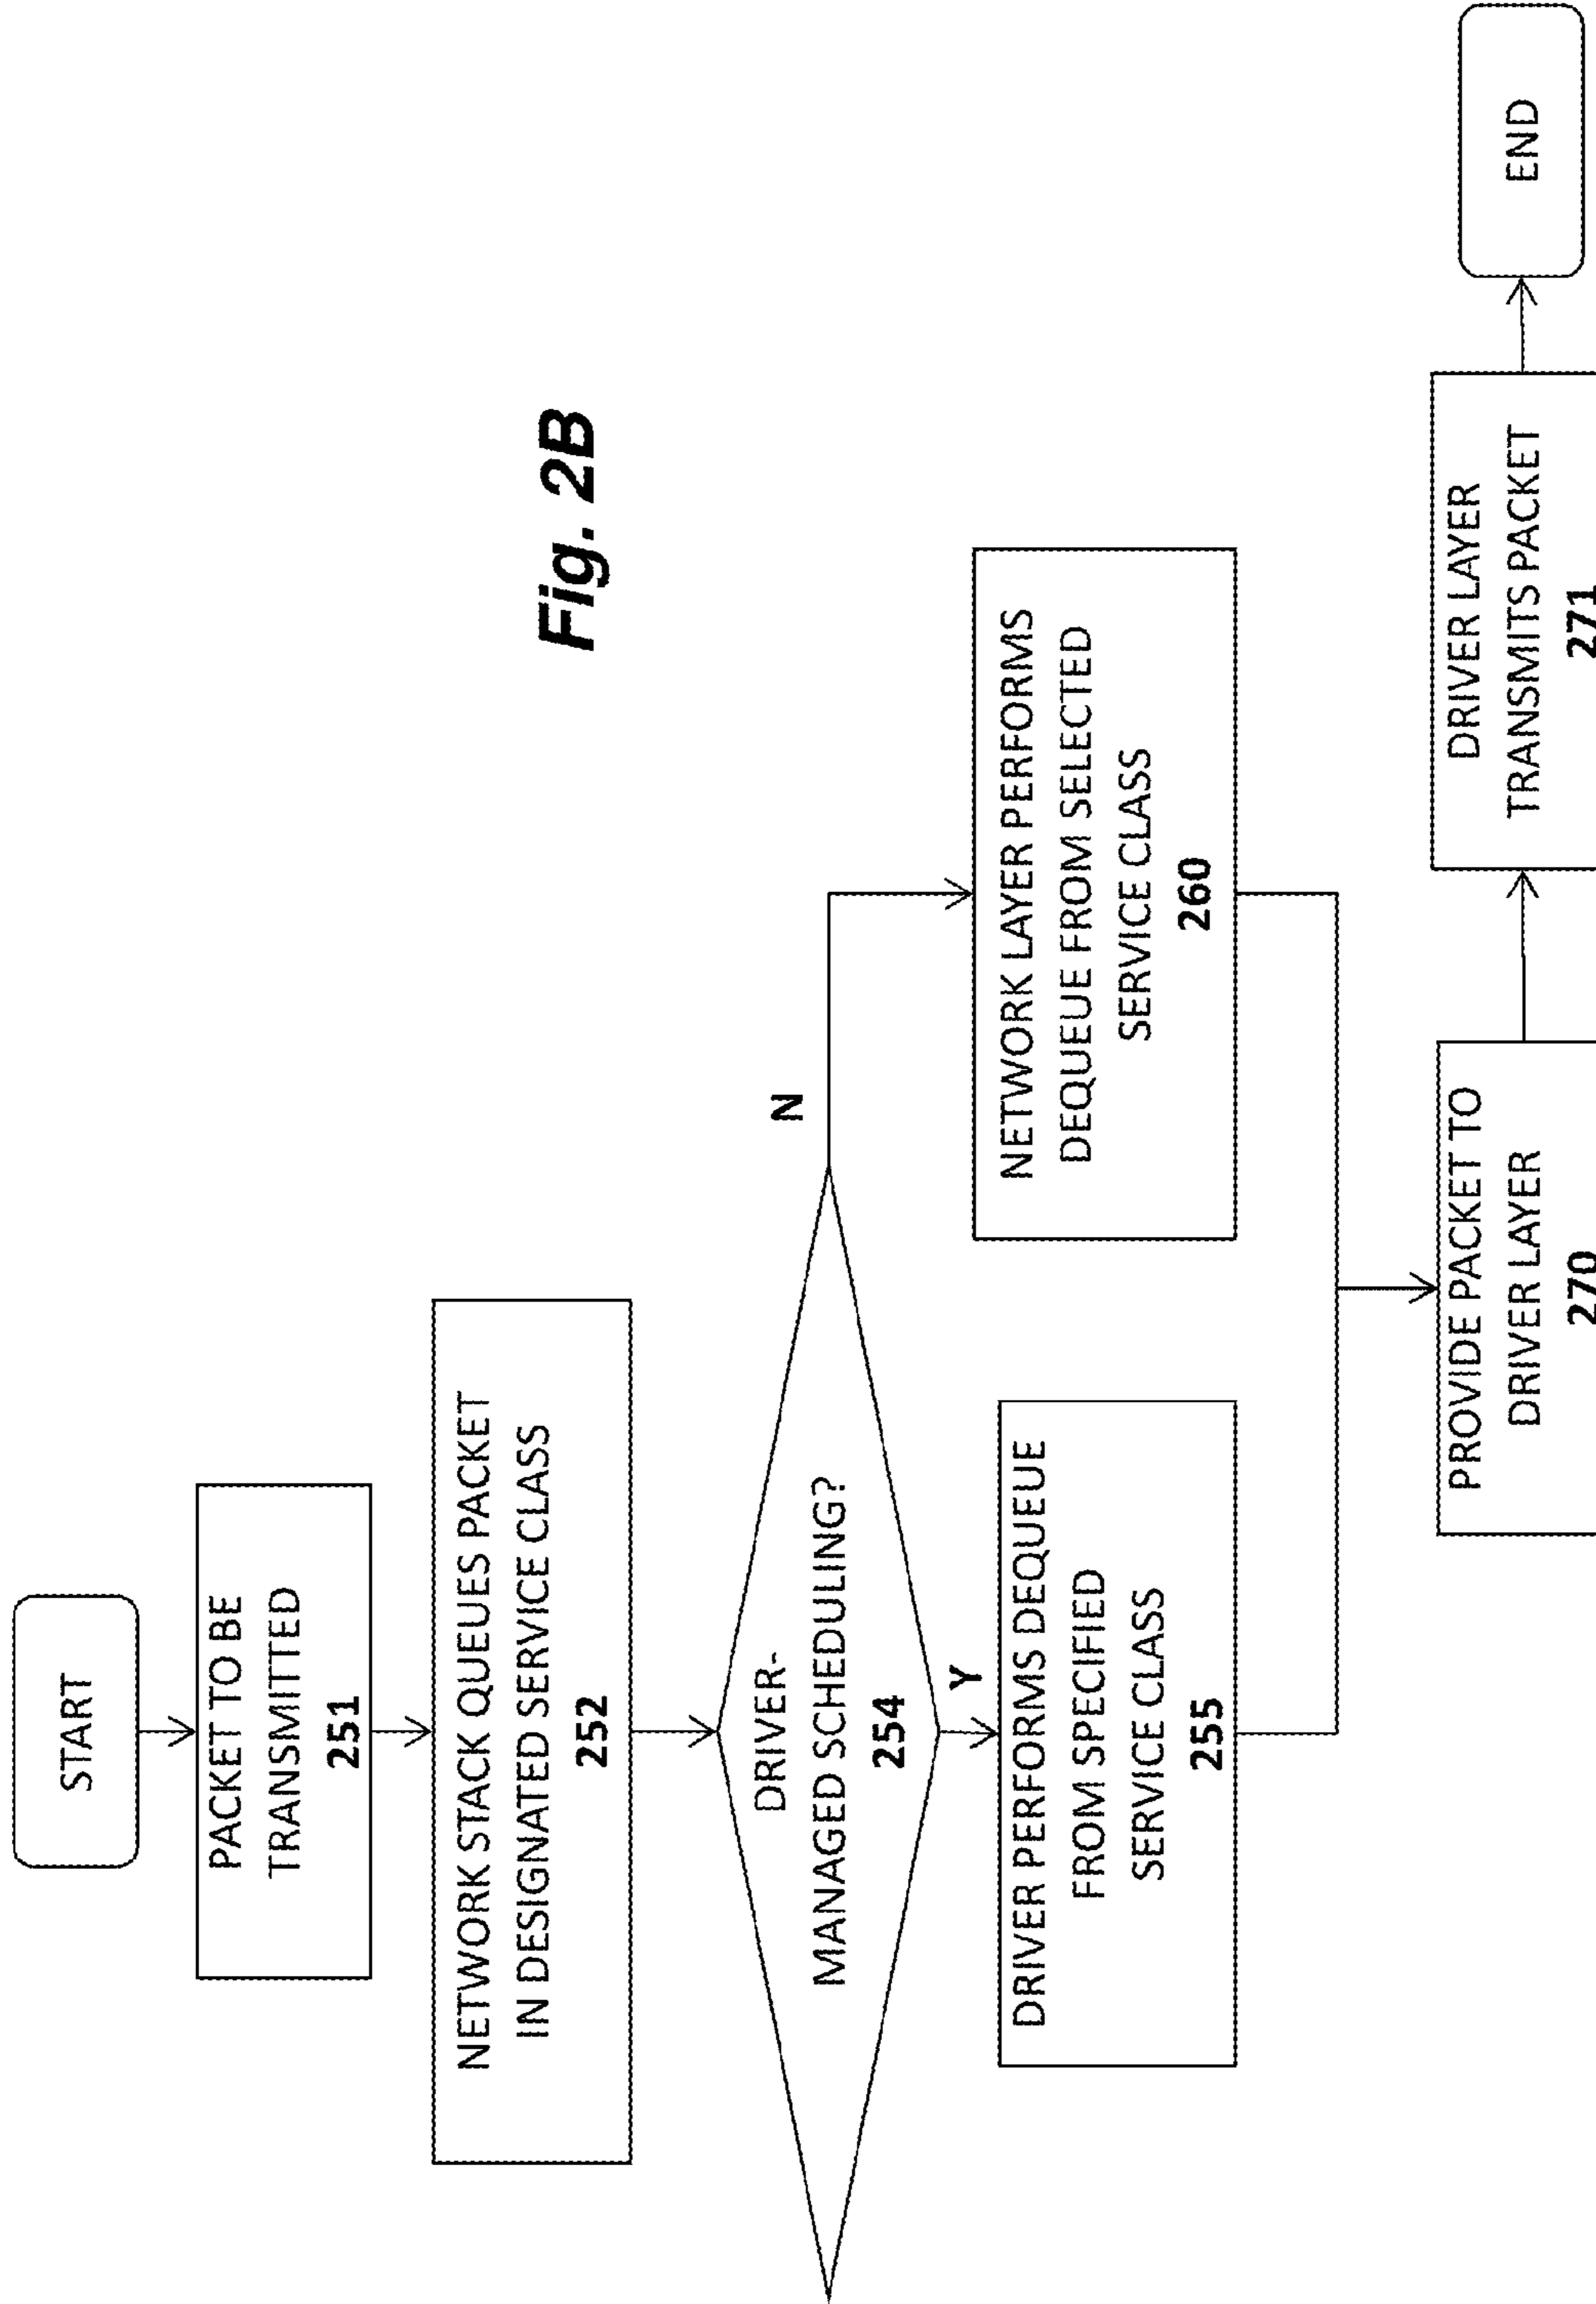 START
PACKET TO BE
TRANSMITTED
251
NETWORK STACK QUEUES PACKET
IN DESIGNATED SERVICE CLASS
252
DRIVER-
MANAGED SCHEDULING?
254
N
Y
DRIVER PERFORMS DEQUEUE
FROM SPECIFIED
SERVICE CLASS
255
NETWORK LAYER PERFORMS
DEQUEUE FROM SELECTED
SERVICE CLASS
260
PROVIDE PACKET TO
DRIVER LAYER
270
DRIVER LAYER
TRANSMITS PACKET
271
END
Fig. 2B